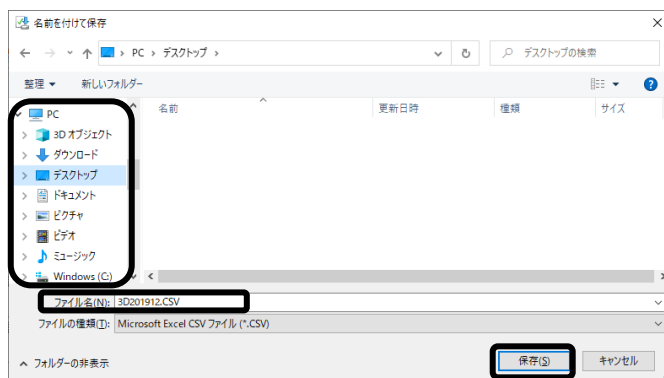 名前を付けて保存
PC › デスクトップ ›
デスクトップの検索
整理 新しいフォルダー
名前 更新日時 種類 サイズ
PC
3D オブジェクト
ダウンロード
デスクトップ
ドキュメント
ピクチャ
ビデオ
ミュージック
Windows (C:)
ファイル名(N): 3D201912.CSV
ファイルの種類(T): Microsoft Excel CSV ファイル (*.CSV)
フォルダーの非表示
保存(S) キャンセル